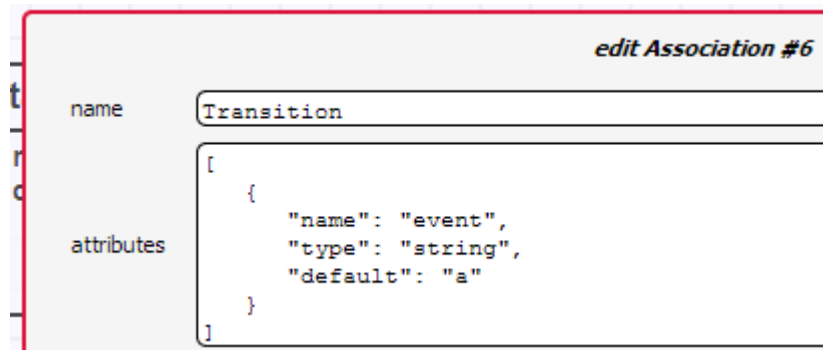 edit Association #6
name
Transition
attributes
[
{
"name": "event",
"type": "string",
"default": "a"
}
]